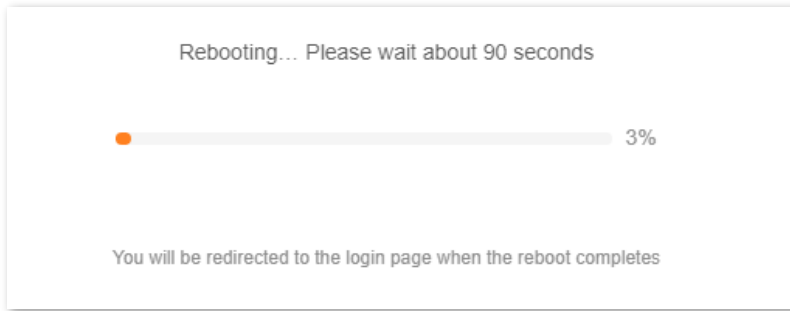 Rebooting... Please wait about 90 seconds
3%
You will be redirected to the login page when the reboot completes